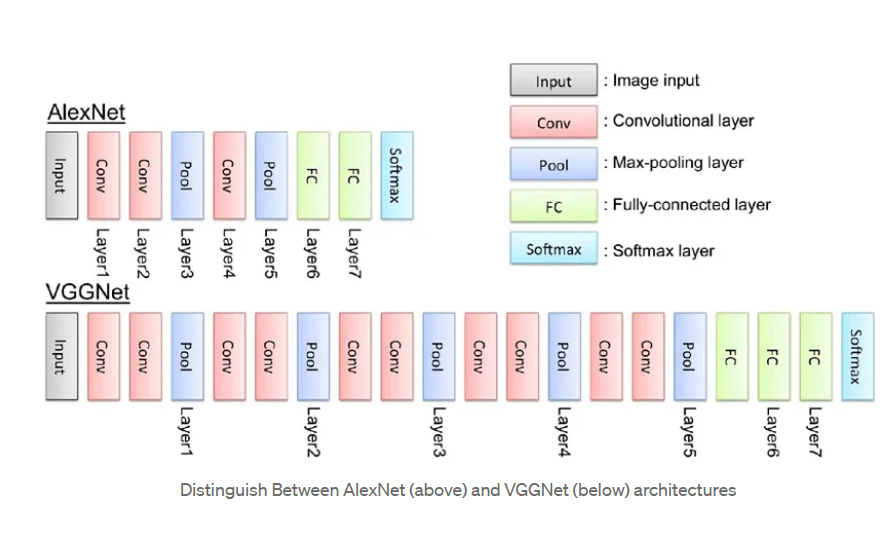 Input : Image input
AlexNet
Conv : Convolutional layer
Pool : Max-pooling layer
FC : Fully-connected layer
Softmax : Softmax layer
Input Conv Conv Pool Conv Pool FC FC Softmax
Layer1 Layer2 Layer3 Layer4 Layer5 Layer6 Layer7
VGGNet
Input Conv Conv Pool Conv Conv Pool Conv Conv Pool Conv Conv Pool Conv Conv Pool FC FC FC Softmax
Layer1 Layer2 Layer3 Layer4 Layer5 Layer6 Layer7
Distinguish Between AlexNet (above) and VGGNet (below) architectures